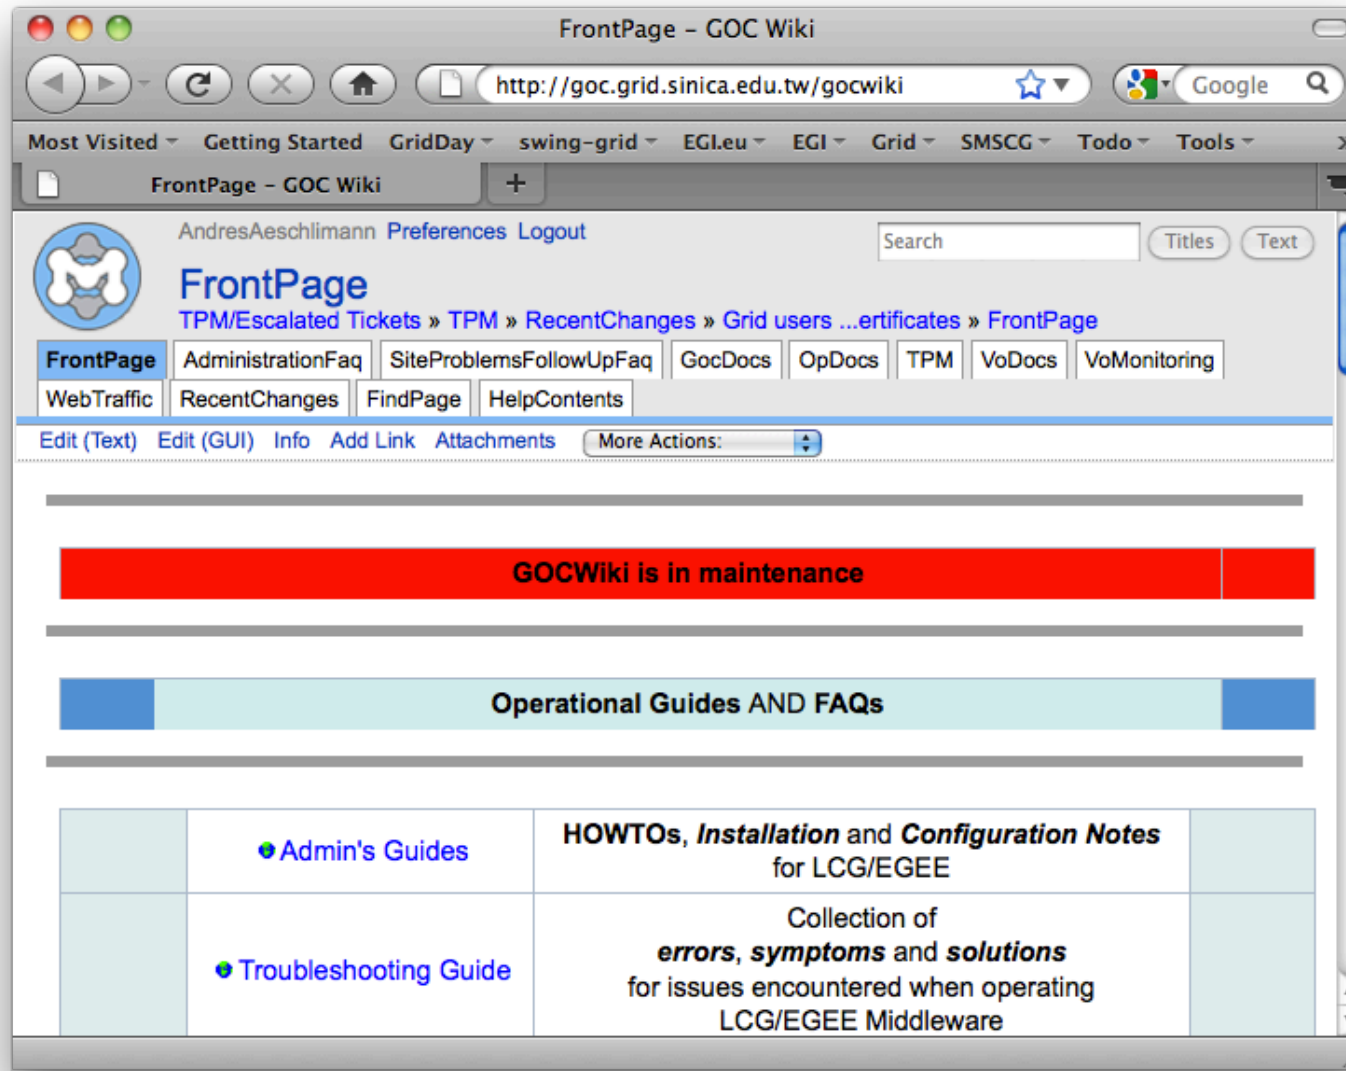 FrontPage – GOC Wiki
http://goc.grid.sinica.edu.tw/gocwiki
Google
Most Visited Getting Started GridDay swing-grid EGI.eu EGI Grid SMSCG Todo Tools
FrontPage – GOC Wiki
AndresAeschlimann Preferences Logout
Search Titles Text
FrontPage
TPM/Escalated Tickets » TPM » RecentChanges » Grid users ...ertificates » FrontPage
FrontPage AdministrationFaq SiteProblemsFollowUpFaq GocDocs OpDocs TPM VoDocs VoMonitoring
WebTraffic RecentChanges FindPage HelpContents
Edit (Text) Edit (GUI) Info Add Link Attachments More Actions:
GOCWiki is in maintenance
Operational Guides AND FAQs
Admin's Guides
HOWTOs, Installation and Configuration Notes
for LCG/EGEE
Troubleshooting Guide
Collection of
errors, symptoms and solutions
for issues encountered when operating
LCG/EGEE Middleware